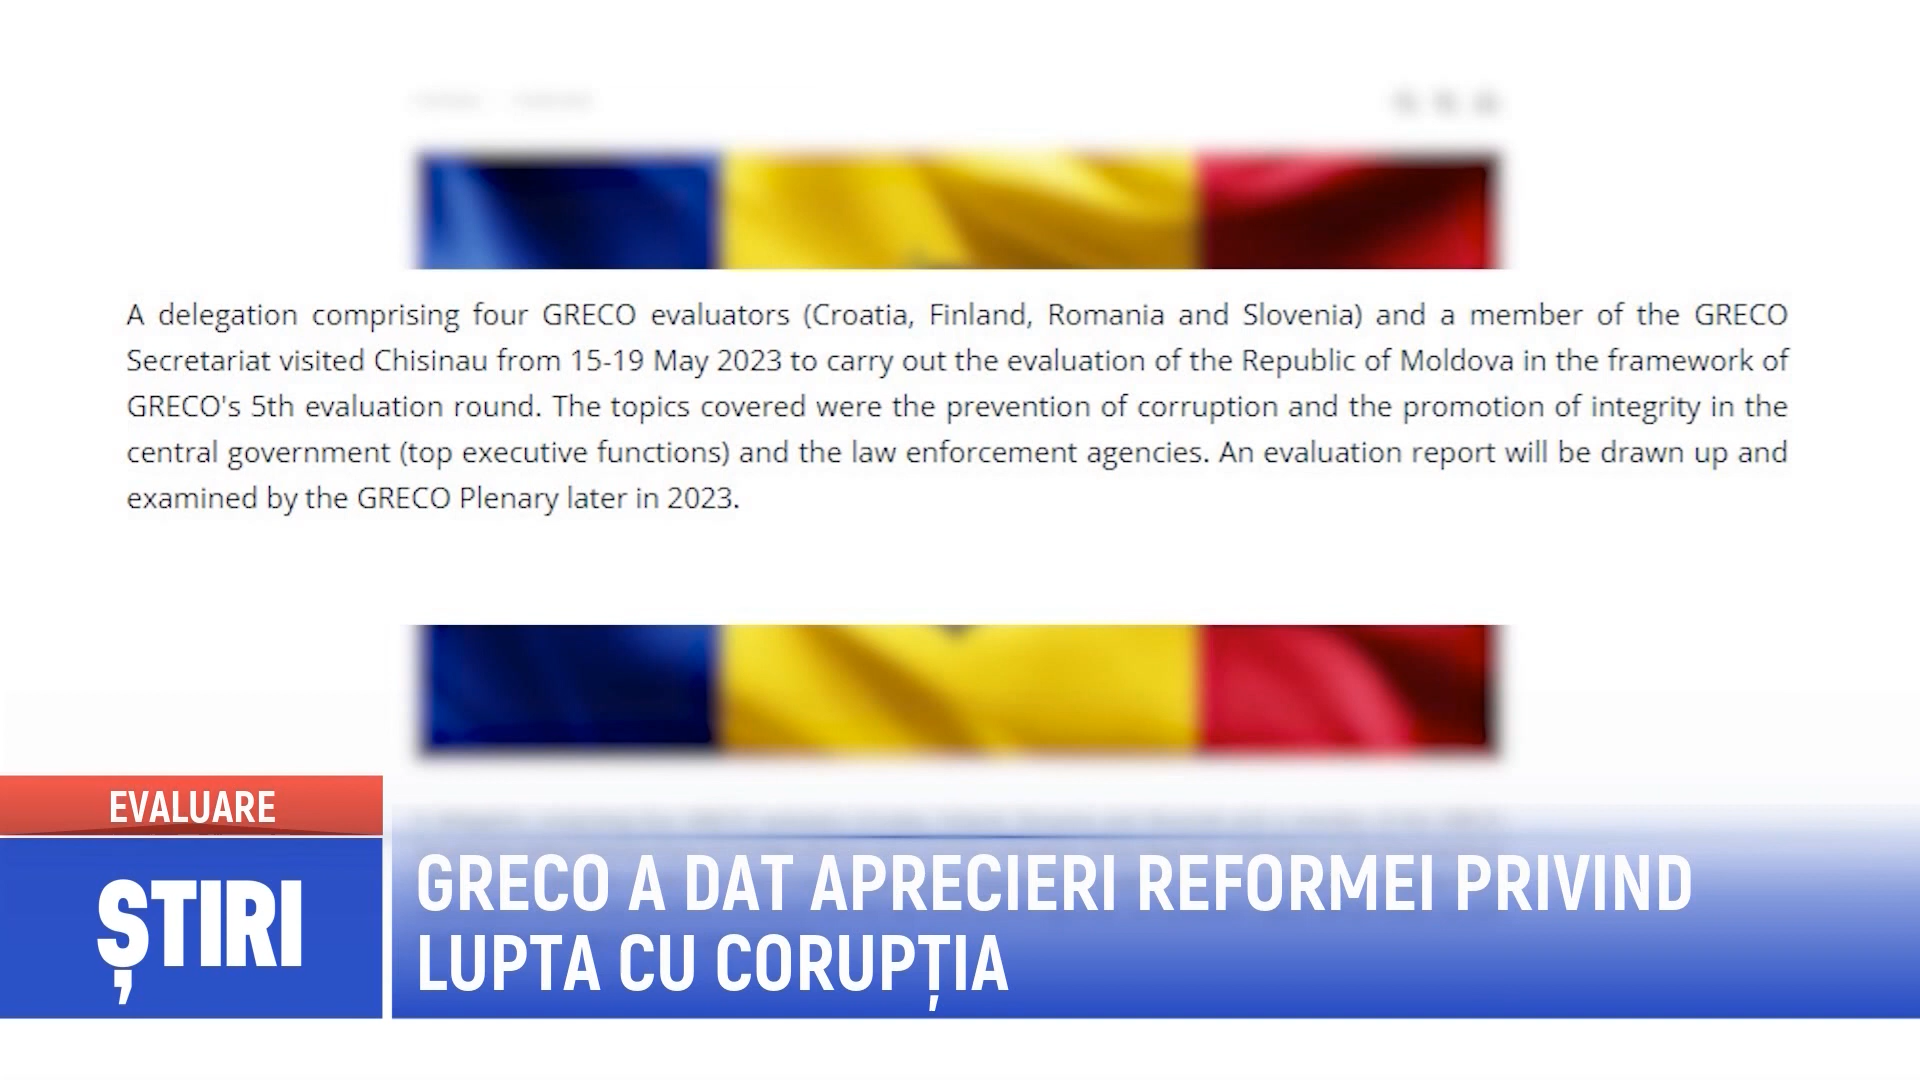 A delegation comprising four GRECO evaluators (Croatia, Finland, Romania and Slovenia) and a member of the GRECO
Secretariat visited Chisinau from 15-19 May 2023 to carry out the evaluation of the Republic of Moldova in the framework of
GRECO's 5th evaluation round. The topics covered were the prevention of corruption and the promotion of integrity in the
central government (top executive functions) and the law enforcement agencies. An evaluation report will be drawn up and
examined by the GRECO Plenary later in 2023.
EVALUARE
ȘTIRI
GRECO A DAT APRECIERI REFORMEI PRIVIND
LUPTA CU CORUPȚIA